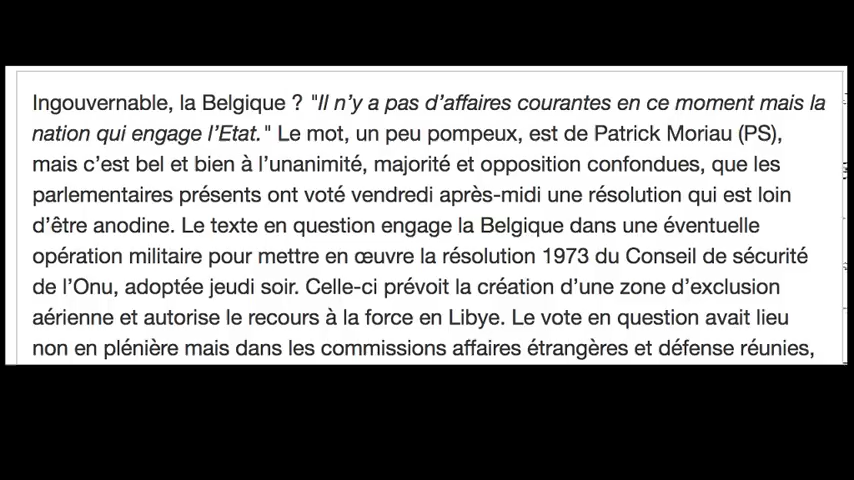 Ingouvernable, la Belgique ? "Il n’y a pas d’affaires courantes en ce moment mais la
nation qui engage l’Etat." Le mot, un peu pompeux, est de Patrick Moriau (PS),
mais c’est bel et bien à l’unanimité, majorité et opposition confondues, que les
parlementaires présents ont voté vendredi après-midi une résolution qui est loin
d’être anodine. Le texte en question engage la Belgique dans une éventuelle
opération militaire pour mettre en œuvre la résolution 1973 du Conseil de sécurité
de l’Onu, adoptée jeudi soir. Celle-ci prévoit la création d’une zone d’exclusion
aérienne et autorise le recours à la force en Libye. Le vote en question avait lieu
non en plénière mais dans les commissions affaires étrangères et défense réunies,